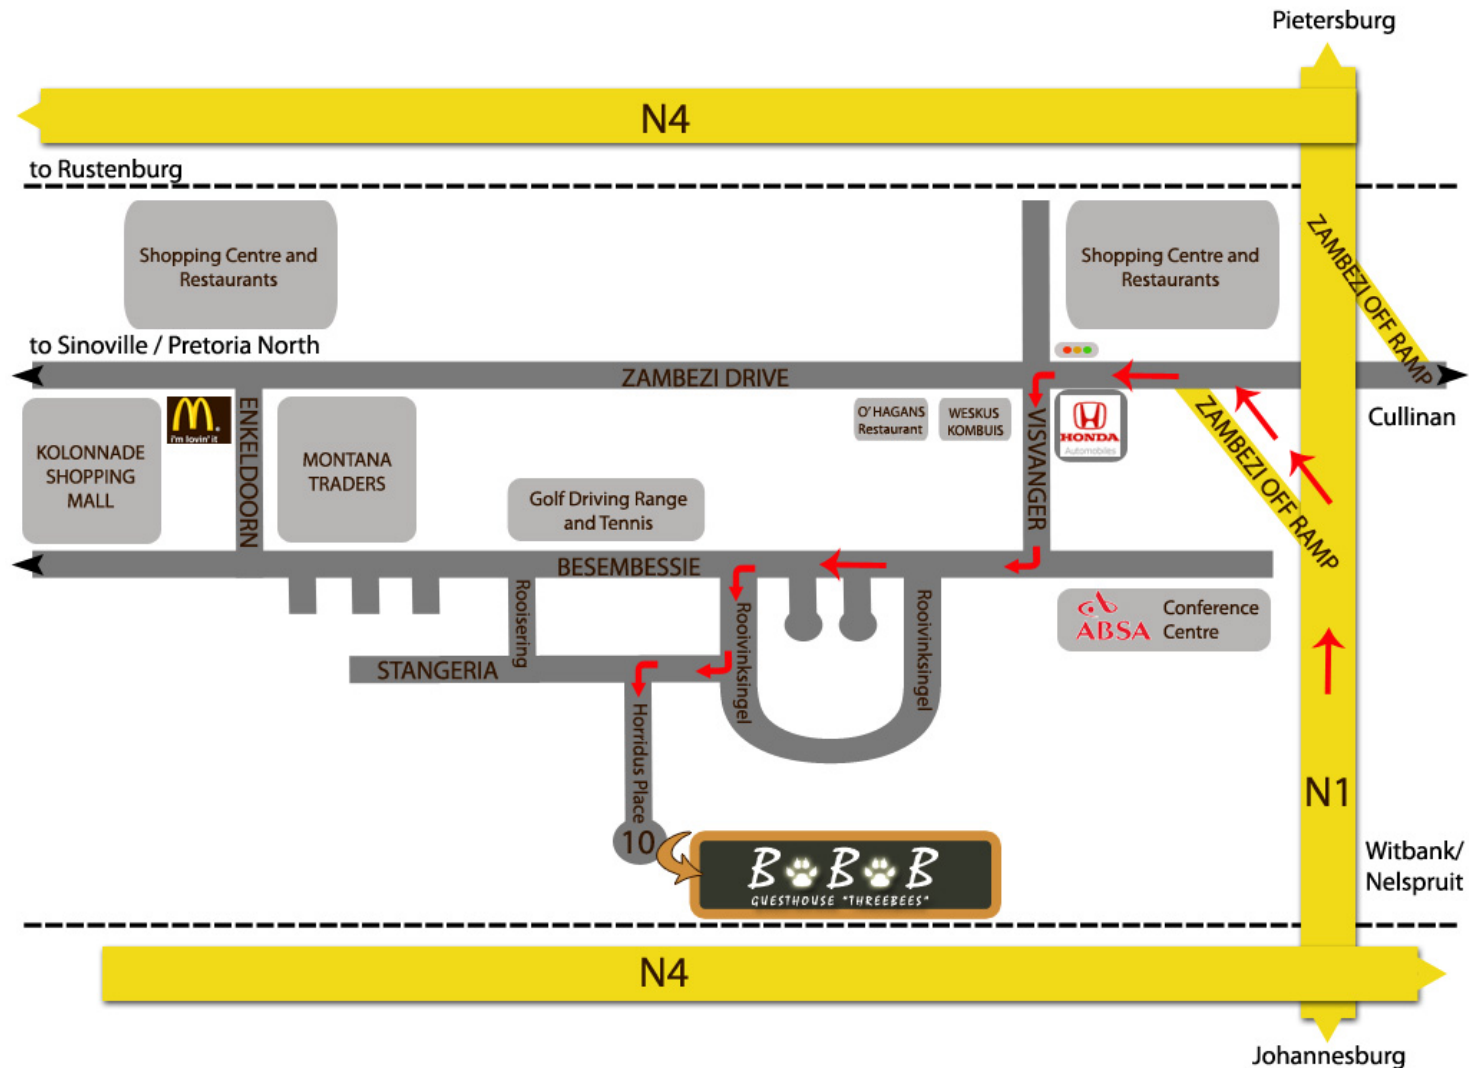 Pietersburg
N4
to Rustenburg
Shopping Centre and
Restaurants
Shopping Centre and
Restaurants
ZAMBEZI OFF RAMP
to Sinoville / Pretoria North
ZAMBEZI DRIVE
Cullinan
KOLONNADE
SHOPPING
MALL
i'm lovin' it
ENKELDOORN
MONTANA
TRADERS
O' HAGANS
Restaurant
WESKUS
KOMBUIS
VISVANGER
HONDA
Automobiles
ZAMBEZI OFF RAMP
Golf Driving Range
and Tennis
BESEMBESSIE
Rooisering
Rooivinksingel
Rooivinksingel
ABSA
Conference
Centre
STANGERIA
Horridus Place
N1
10
B B B
GUESTHOUSE "THREEBEES"
Witbank/
Nelspruit
N4
Johannesburg